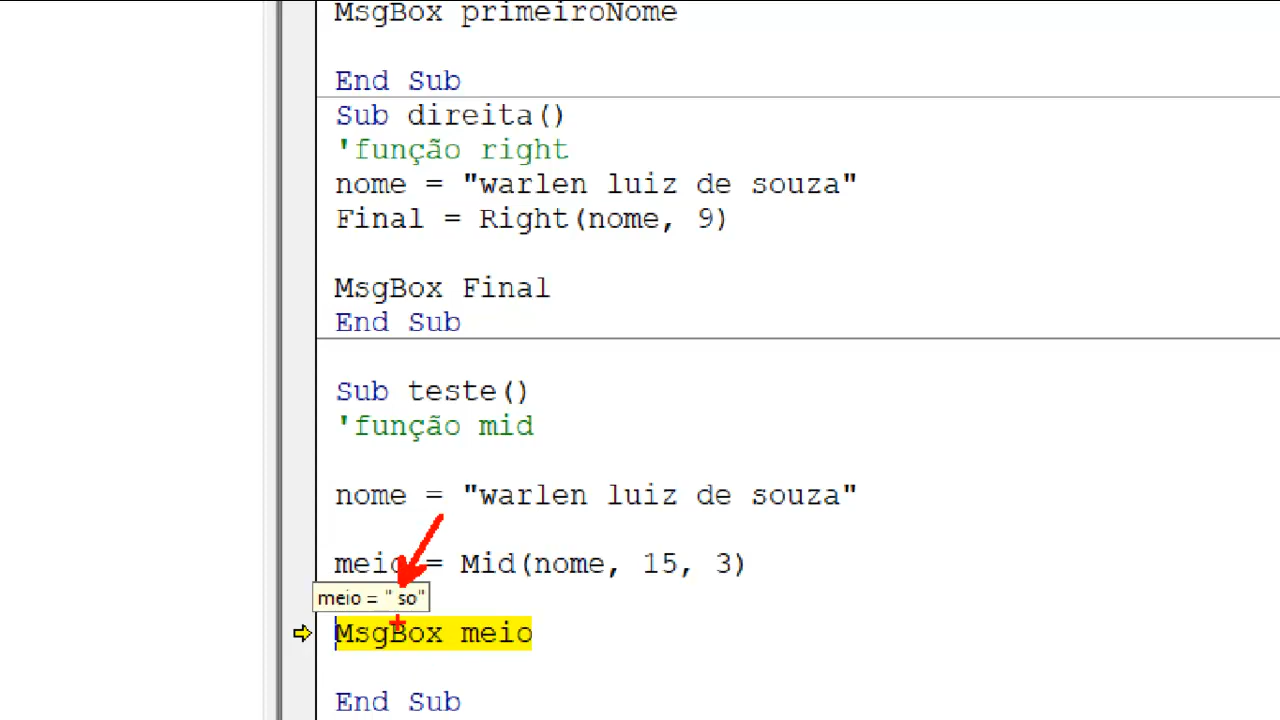 MsgBox primeiroNome
End Sub
Sub direita()
'função right
nome = "warlen luiz de souza"
Final = Right(nome, 9)
MsgBox Final
End Sub
Sub teste()
'função mid
nome = "warlen luiz de souza"
meio = Mid(nome, 15, 3)
meio = " so"
MsgBox meio
End Sub